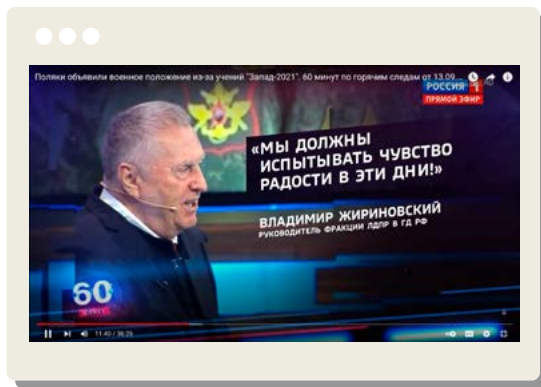 Поляки объявили военное положение из-за учений "Запад-2021". 60 минут по горячим следам от 13.09...
РОССИЯ 1
ПРЯМОЙ ЭФИР
«МЫ ДОЛЖНЫ
ИСПЫТЫВАТЬ ЧУВСТВО
РАДОСТИ В ЭТИ ДНИ!»
ВЛАДИМИР ЖИРИНОВСКИЙ
РУКОВОДИТЕЛЬ ФРАКЦИИ ЛДПР В ГД РФ
60
11:40 / 36:26